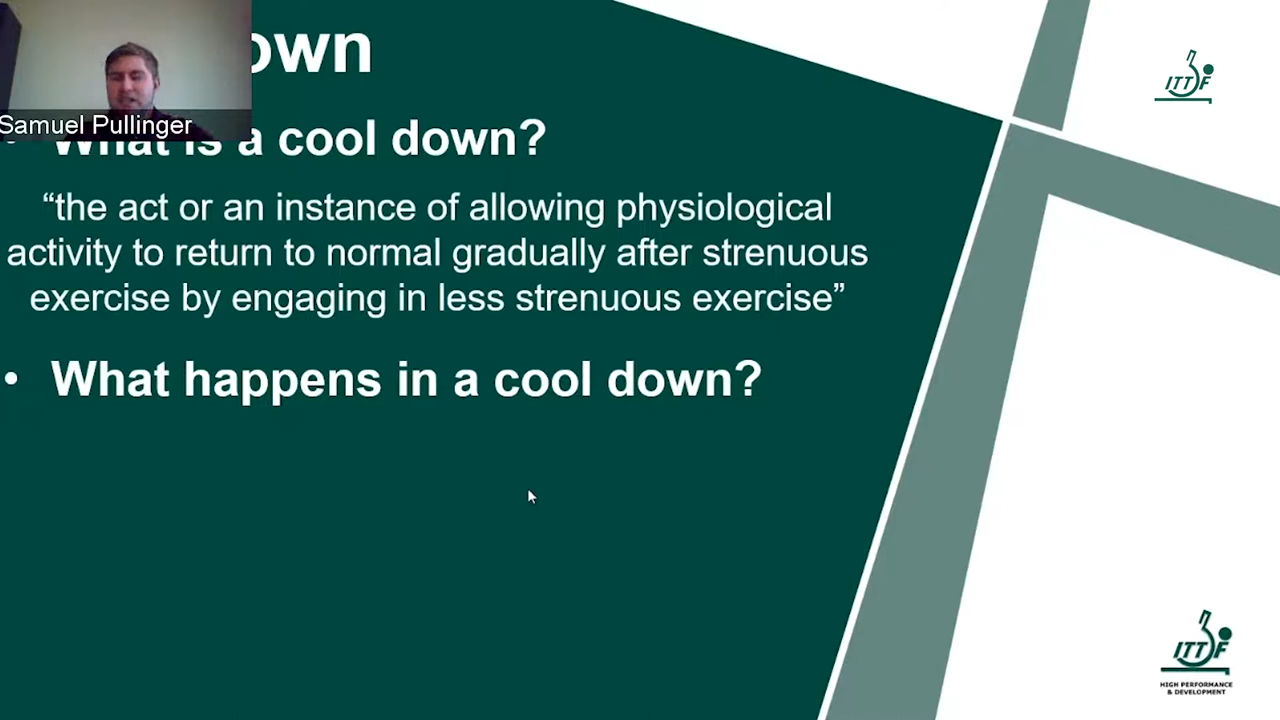 own
Samuel Pullinger
• What is a cool down?
“the act or an instance of allowing physiological
activity to return to normal gradually after strenuous
exercise by engaging in less strenuous exercise”
• What happens in a cool down?
ITTF
ITTF
HIGH PERFORMANCE
& DEVELOPMENT